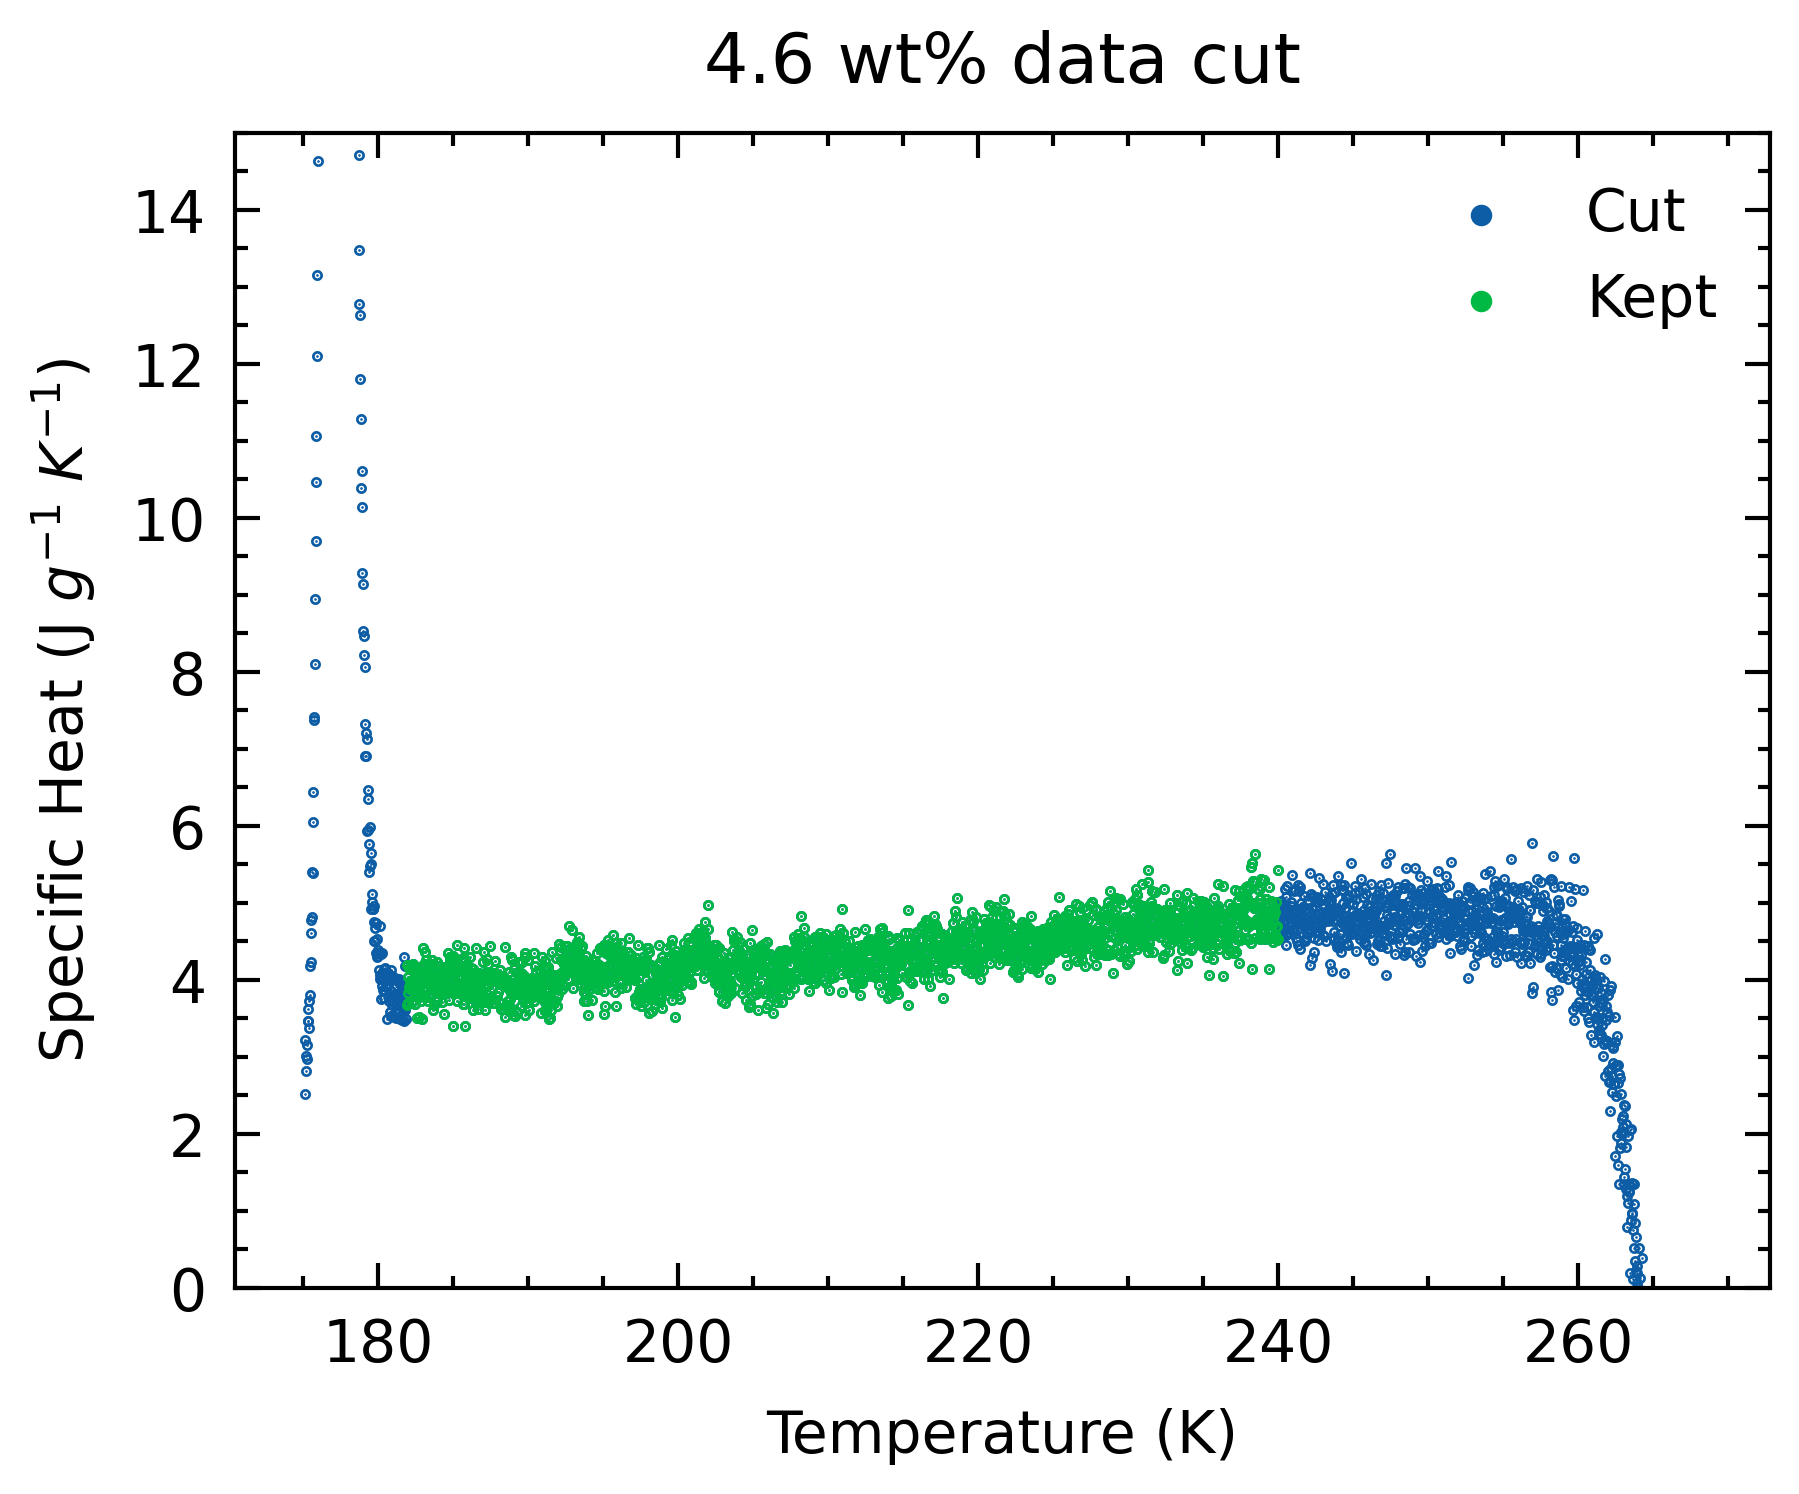 4.6 wt% data cut
Cut
Kept
14
12
10
8
6
4
2
0
Specific Heat (J g⁻¹ K⁻¹)
180 200 220 240 260
Temperature (K)